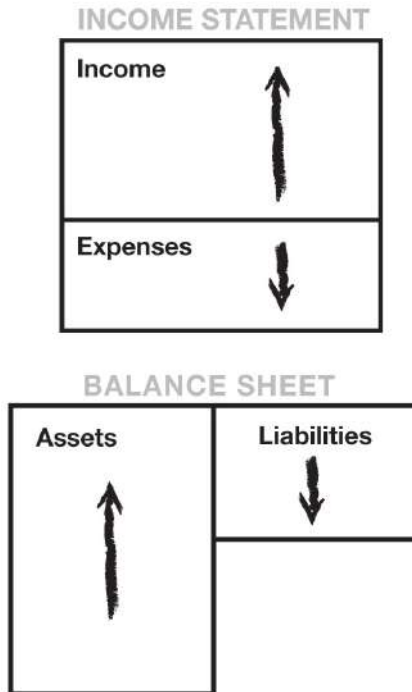 INCOME STATEMENT
Income
Expenses
BALANCE SHEET
Assets
Liabilities